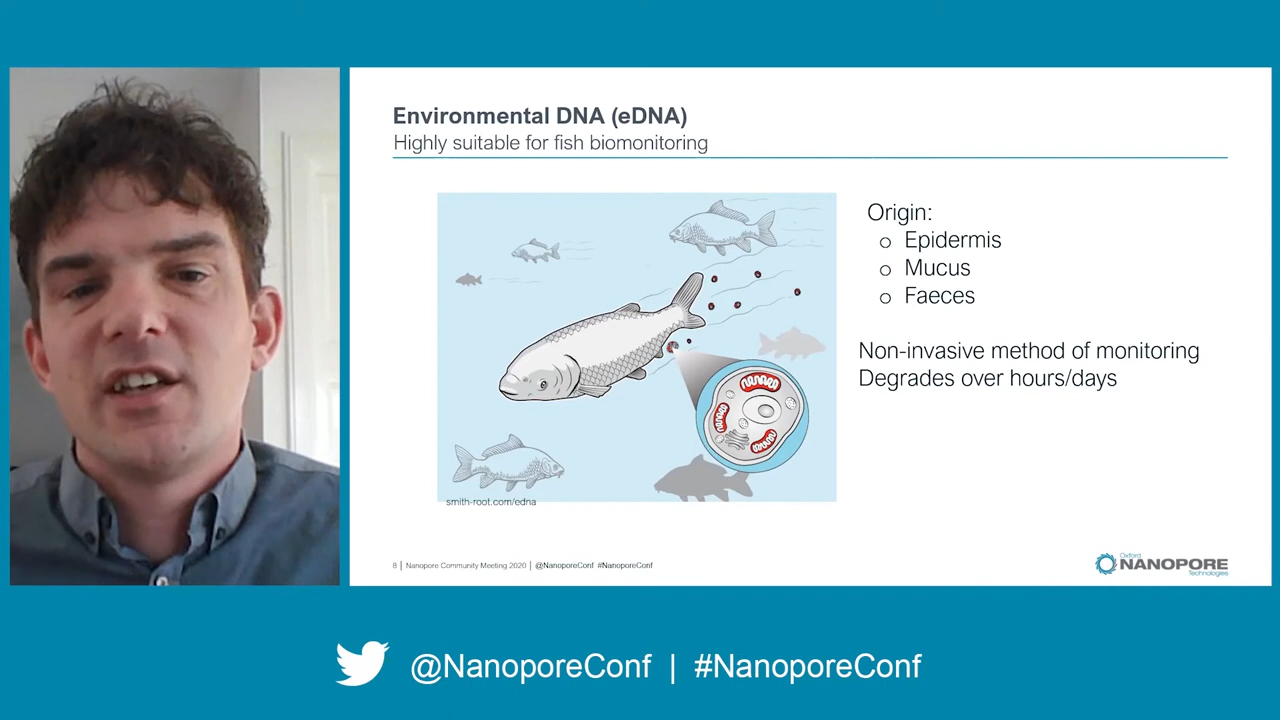 Environmental DNA (eDNA)
Highly suitable for fish biomonitoring
Origin:
o Epidermis
o Mucus
o Faeces
Non-invasive method of monitoring
Degrades over hours/days
smith-root.com/edna
8 | Nanopore Community Meeting 2020 | @NanoporeConf #NanoporeConf
Oxford
NANOPORE
Technologies
@NanoporeConf | #NanoporeConf